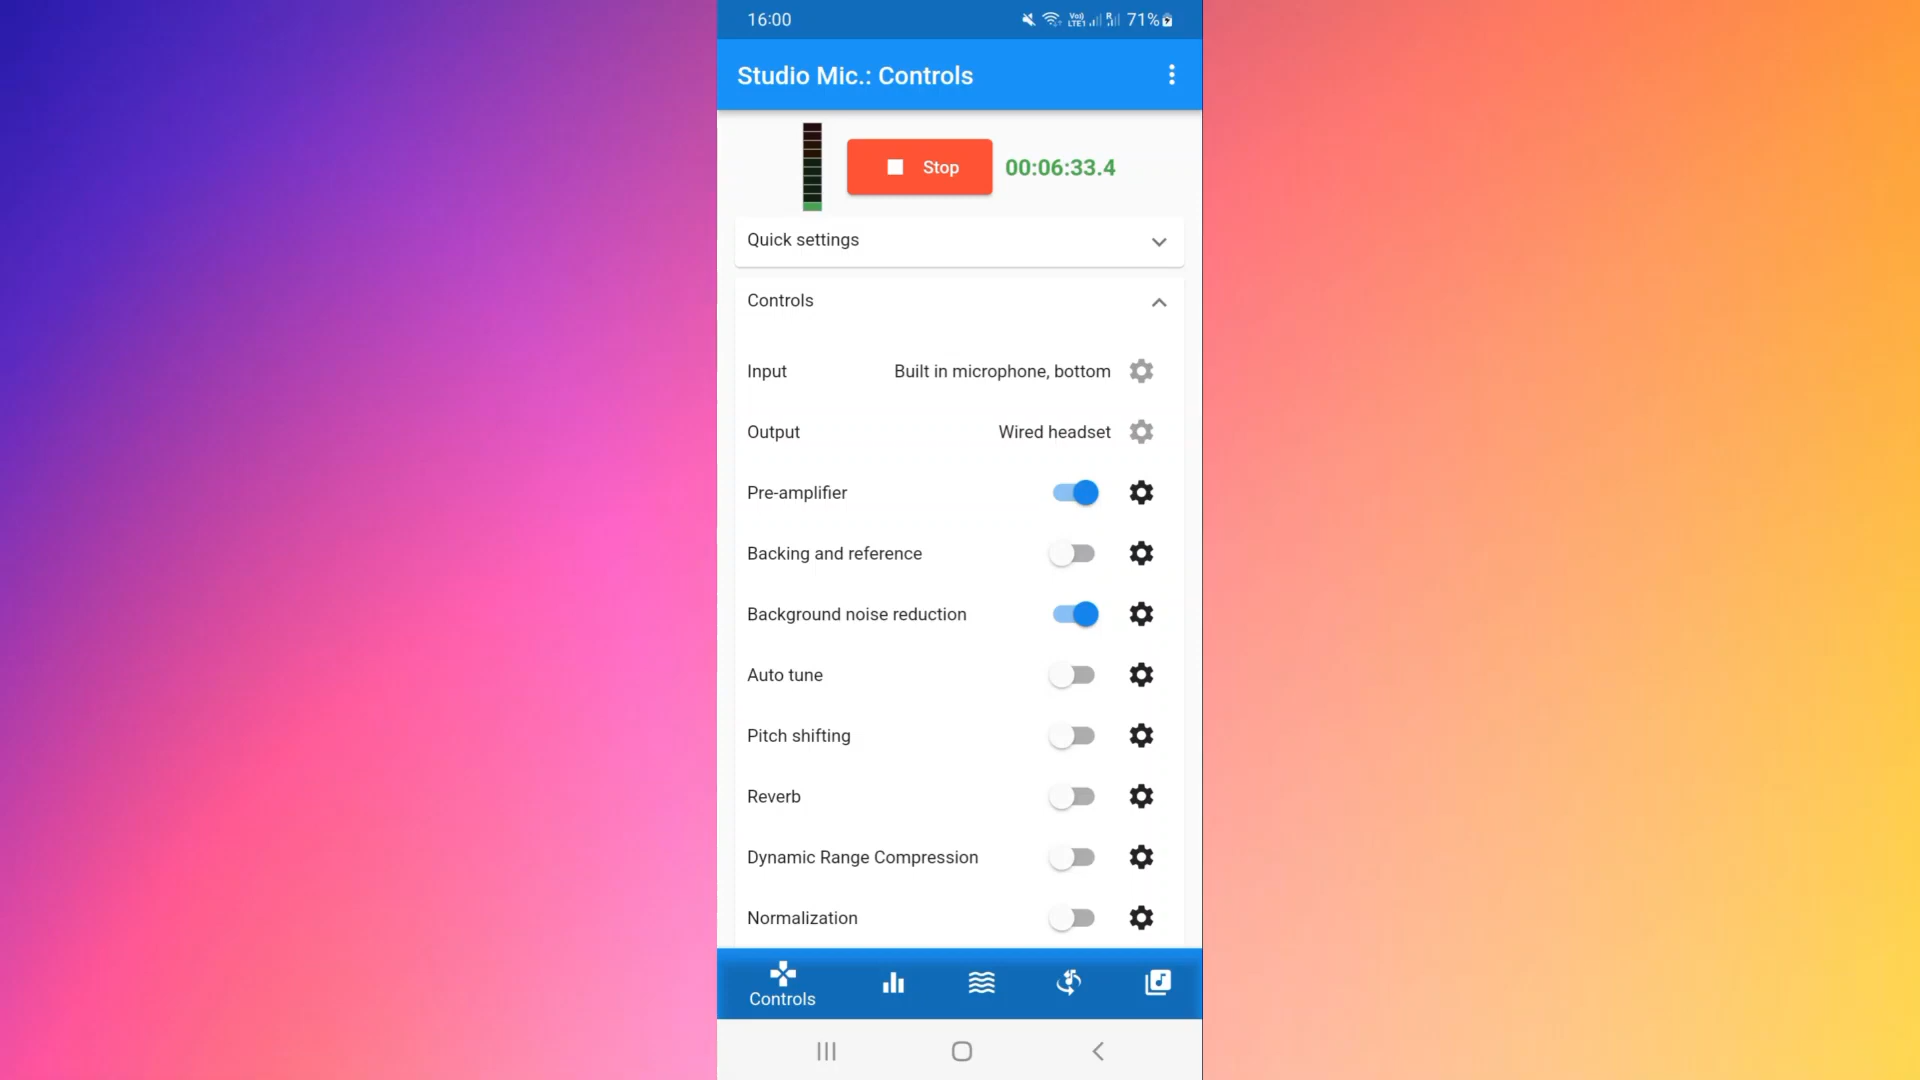 16:00
Vo) LTE1 R 71%
Studio Mic.: Controls
Stop 00:06:33.4
Quick settings
Controls
Input Built in microphone, bottom
Output Wired headset
Pre-amplifier
Backing and reference
Background noise reduction
Auto tune
Pitch shifting
Reverb
Dynamic Range Compression
Normalization
Controls